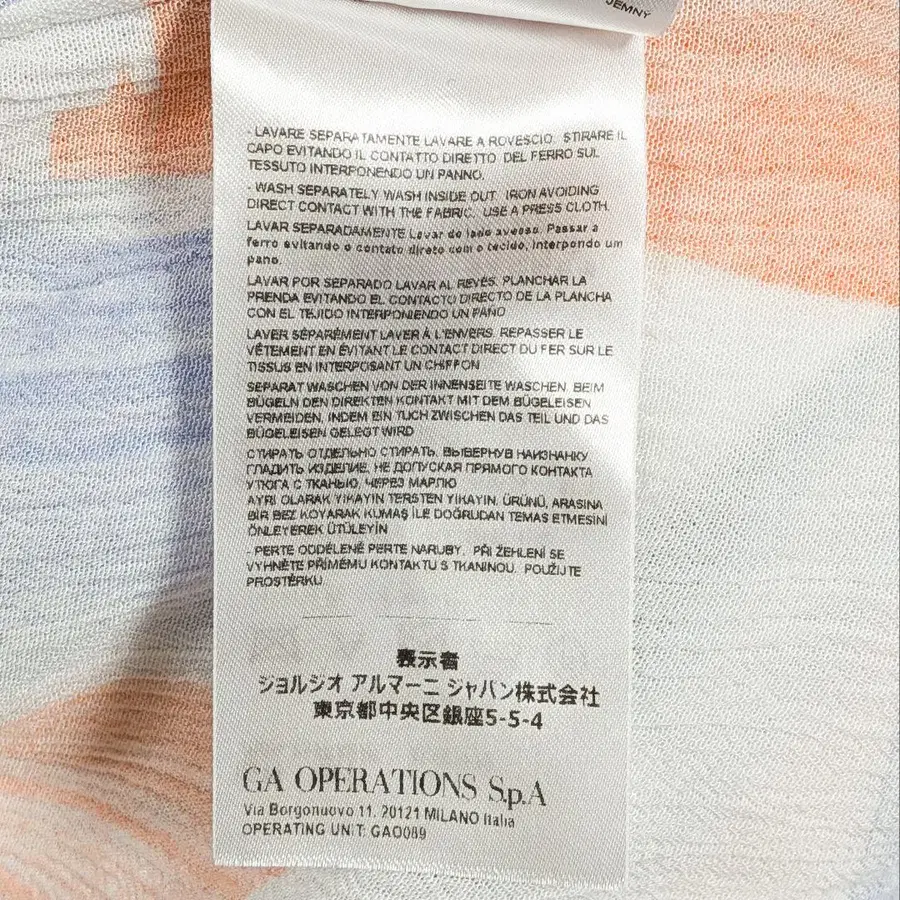 JEMNÝ
- LAVARE SEPARATAMENTE LAVARE A ROVESCIO. STIRARE IL
CAPO EVITANDO IL CONTATTO DIRETTO DEL FERRO SUL
TESSUTO INTERPONENDO UN PANNO.
- WASH SEPARATELY WASH INSIDE OUT. IRON AVOIDING
DIRECT CONTACT WITH THE FABRIC. USE A PRESS CLOTH.
LAVAR SEPARADAMENTE Lavar do lado avesso. Passar a
ferro evitando o contato direto com o tecido, interpondo um
pano.
LAVAR POR SEPARADO LAVAR AL REVÉS. PLANCHAR LA
PRENDA EVITANDO EL CONTACTO DIRECTO DE LA PLANCHA
CON EL TEJIDO INTERPONIENDO UN PAÑO
LAVER SÉPARÉMENT LAVER À L'ENVERS. REPASSER LE
VÊTEMENT EN ÉVITANT LE CONTACT DIRECT DU FER SUR LE
TISSUS EN INTERPOSANT UN CHIFFON
SEPARAT WASCHEN VON DER INNENSEITE WASCHEN. BEIM
BÜGELN DEN DIREKTEN KONTAKT MIT DEM BÜGELEISEN
VERMEIDEN, INDEM EIN TUCH ZWISCHEN DAS TEIL UND DAS
BÜGELEISEN GELEGT WIRD
СТИРАТЬ ОТДЕЛЬНО СТИРАТЬ, ВЫВЕРНУВ НАИЗНАНКУ
ГЛАДИТЬ ИЗДЕЛИЕ, НЕ ДОПУСКАЯ ПРЯМОГО КОНТАКТА
УТЮГА С ТКАНЬЮ, ЧЕРЕЗ МАРЛЮ
AYRI OLARAK YIKAYIN TERSTEN YIKAYIN. ÜRÜNÜ, ARASINA
BİR BEZ KOYARAK KUMAŞ İLE DOĞRUDAN TEMAS ETMESİNİ
ÖNLEYEREK ÜTÜLEYİN
- PERTE ODDĚLENĚ PERTE NARUBY. PŘI ŽEHLENÍ SE
VYHNĚTE PŘÍMÉMU KONTAKTU S TKANINOU. POUŽIJTE
PROSTĚRKU
表示者
ジョルジオ アルマーニ ジャパン株式会社
東京都中央区銀座5-5-4
GA OPERATIONS S.p.A
Via Borgonuovo 11, 20121 MILANO Italia
OPERATING UNIT: GAO089